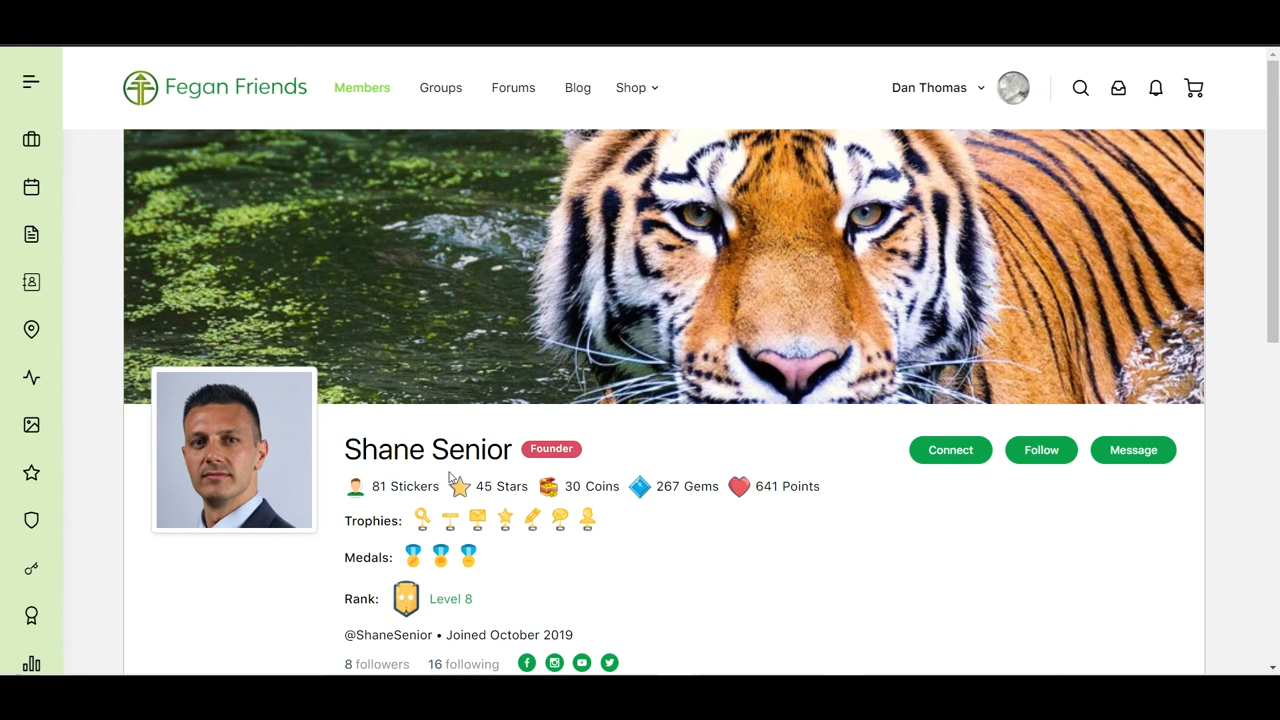 Fegan Friends Members Groups Forums Blog Shop Dan Thomas
Shane Senior Founder Connect Follow Message
81 Stickers 45 Stars 30 Coins 267 Gems 641 Points
Trophies:
Medals:
Rank: Level 8
@ShaneSenior • Joined October 2019
8 followers 16 following